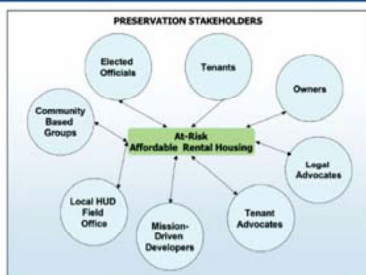 PRESERVATION STAKEHOLDERS
Elected
Officials
Tenants
Owners
Community
Based
Groups
At-Risk
Affordable Rental Housing
Legal
Advocates
Local HUD
Field
Office
Mission-
Driven
Developers
Tenant
Advocates